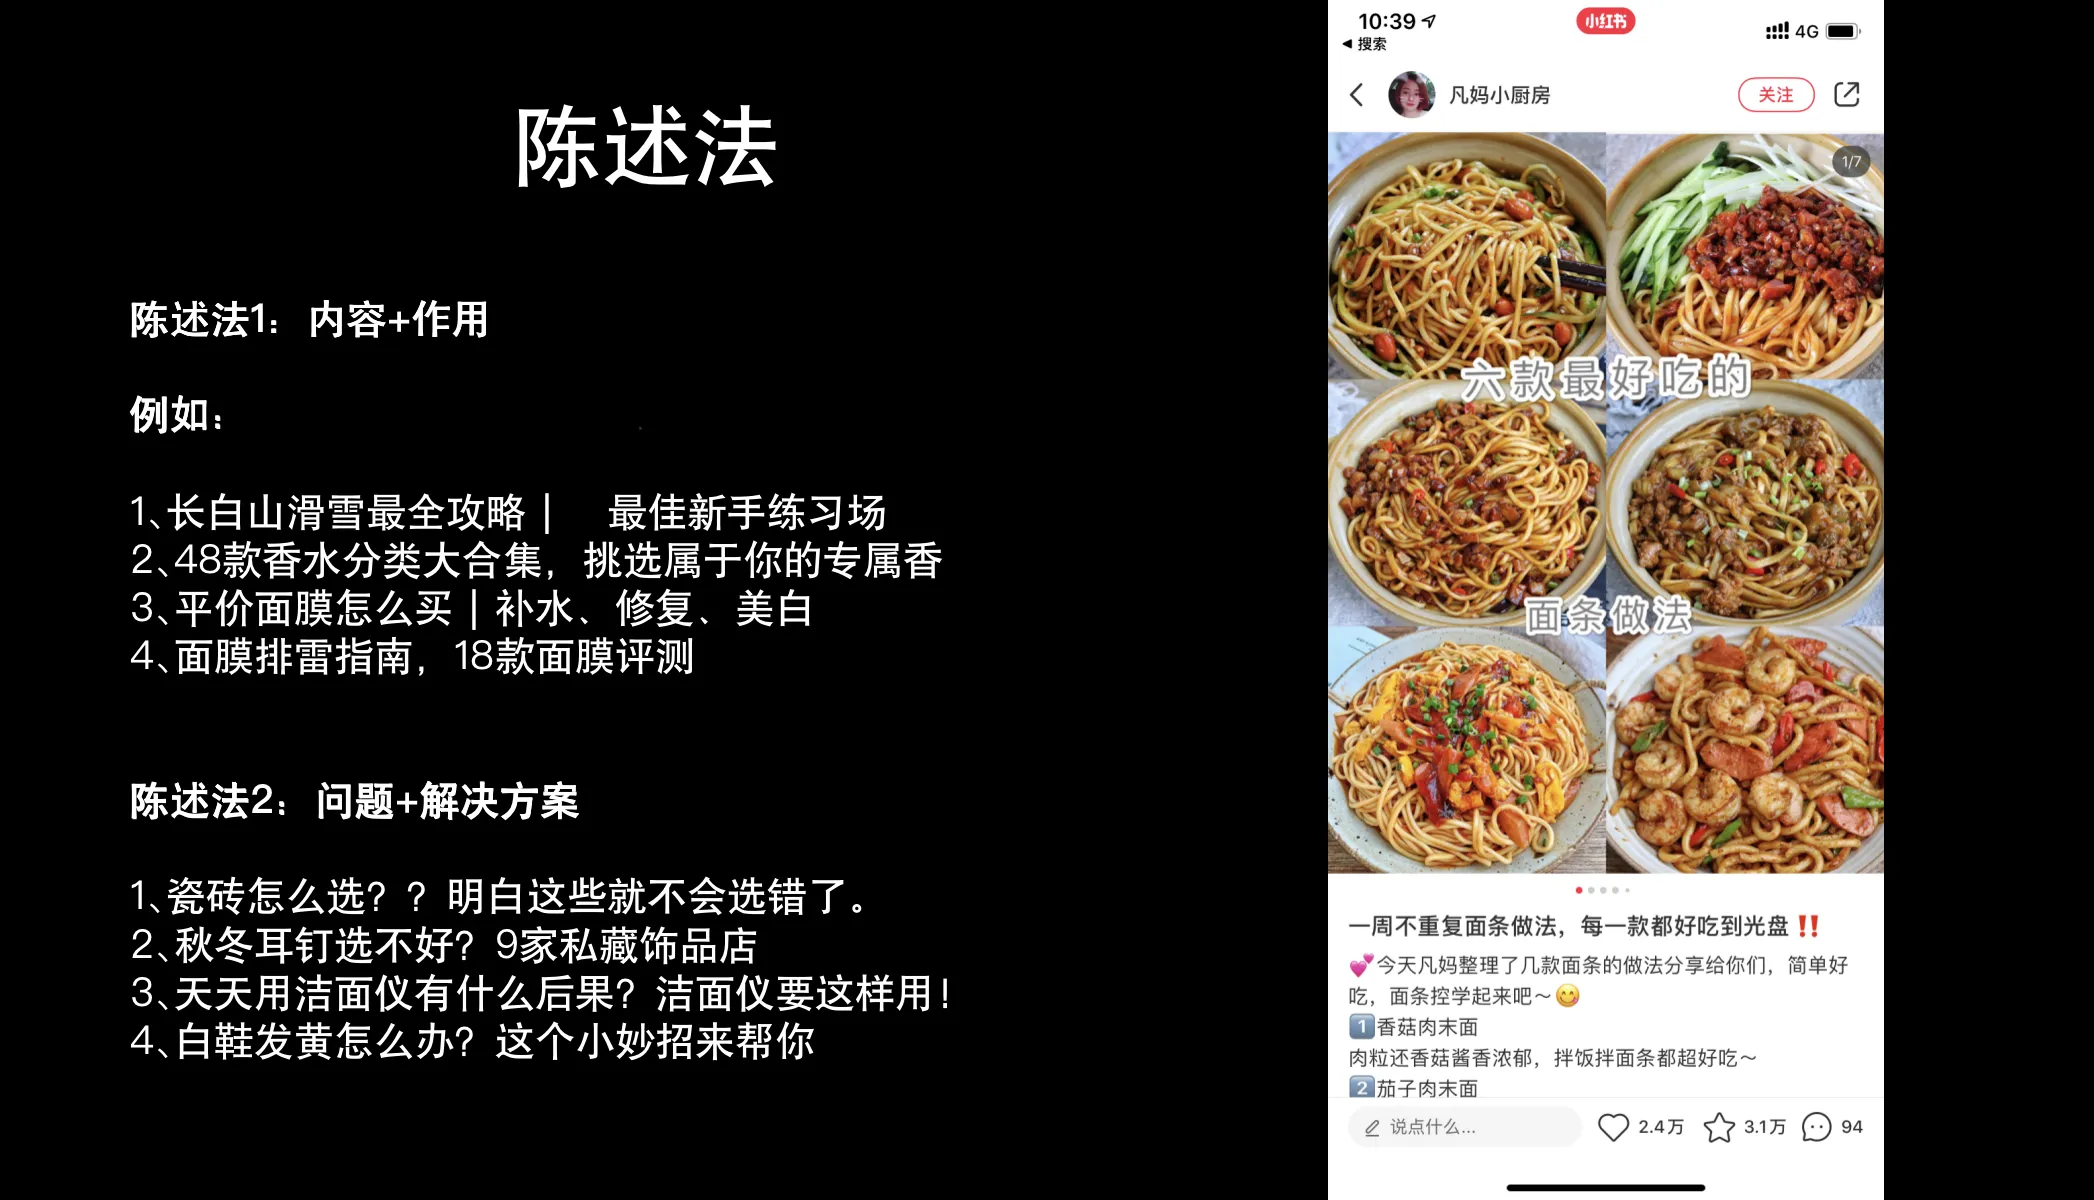 陈述法
陈述法1：内容+作用
例如：
1、长白山滑雪最全攻略｜ 最佳新手练习场
2、48款香水分类大合集，挑选属于你的专属香
3、平价面膜怎么买｜补水、修复、美白
4、面膜排雷指南，18款面膜评测
陈述法2：问题+解决方案
1、瓷砖怎么选？？明白这些就不会选错了。
2、秋冬耳钉选不好？9家私藏饰品店
3、天天用洁面仪有什么后果？洁面仪要这样用！
4、白鞋发黄怎么办？这个小妙招来帮你
10:39
小红书
4G
搜索
凡妈小厨房
关注
1/7
六款最好吃的
面条做法
一周不重复面条做法，每一款都好吃到光盘‼️
💕今天凡妈整理了几款面条的做法分享给你们，简单好
吃，面条控学起来吧～😋
1️⃣香菇肉末面
肉粒还香菇酱香浓郁，拌饭拌面条都超好吃～
2️⃣茄子肉末面
说点什么...
2.4万
3.1万
94